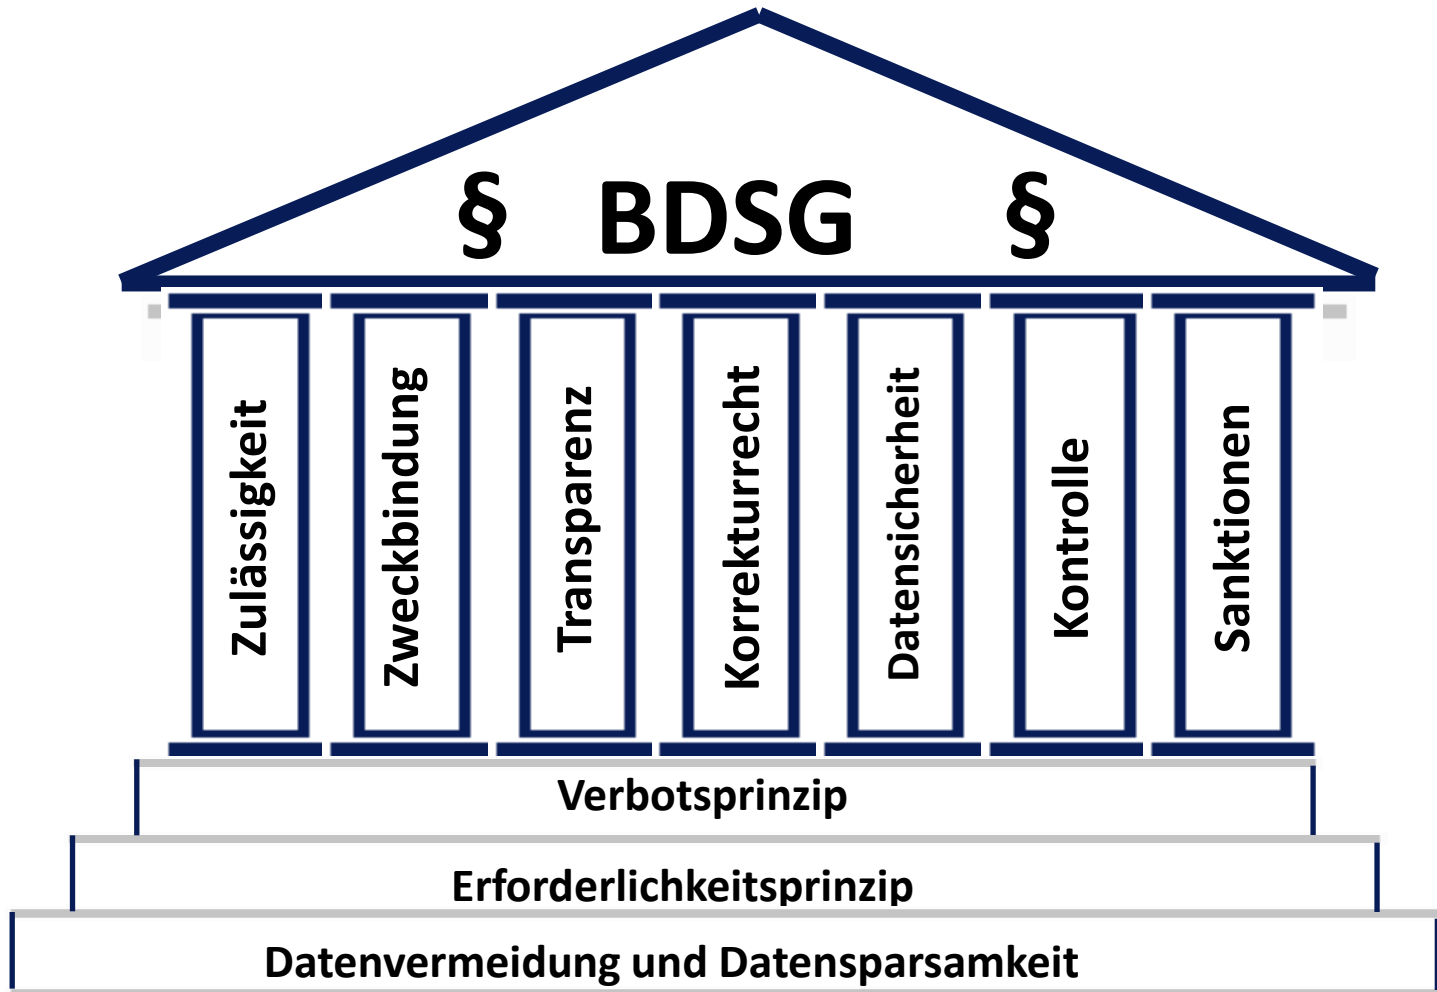 § BDSG §
Zulässigkeit
Zweckbindung
Transparenz
Korrekturrecht
Datensicherheit
Kontrolle
Sanktionen
Verbotsprinzip
Erforderlichkeitsprinzip
Datenvermeidung und Datensparsamkeit